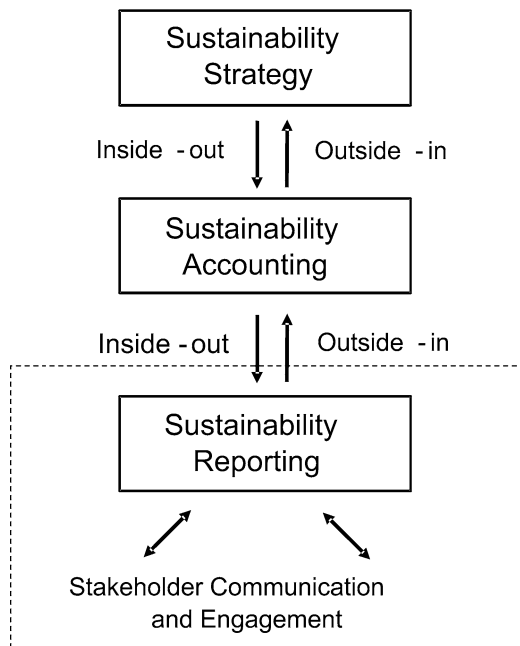 Sustainability
Strategy
Inside - out Outside - in
Sustainability
Accounting
Inside - out Outside - in
Sustainability
Reporting
Stakeholder Communication
and Engagement